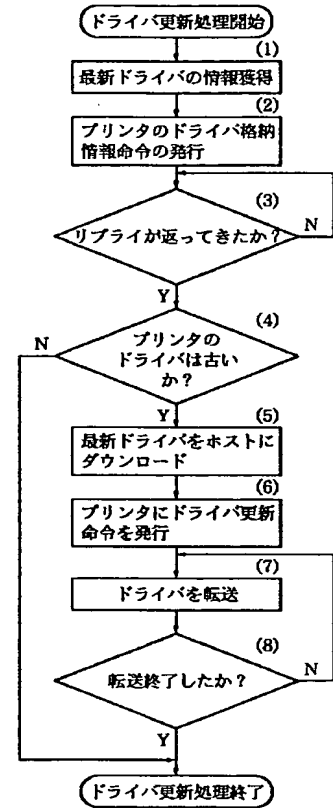 ドライバ更新処理開始
(1)
最新ドライバの情報獲得
(2)
プリンタのドライバ格納
情報命令の発行
(3)
リプライが返ってきたか?
N
Y
(4)
プリンタの
ドライバは古い
か?
N
Y
(5)
最新ドライバをホストに
ダウンロード
(6)
プリンタにドライバ更新
命令を発行
(7)
ドライバを転送
(8)
転送終了したか?
N
Y
ドライバ更新処理終了